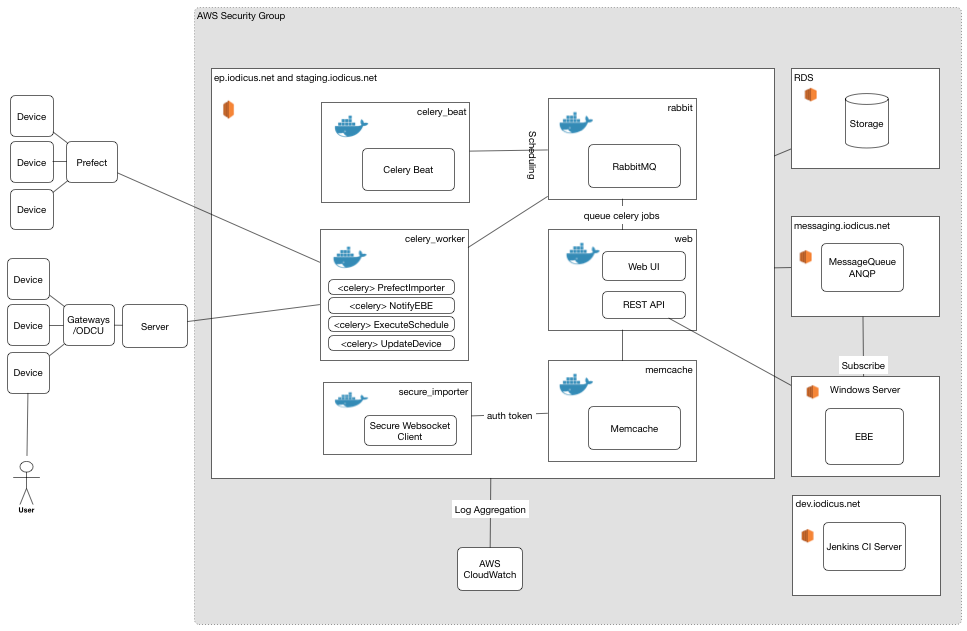 AWS Security Group
ep.iodicus.net and staging.iodicus.net
RDS
Storage
celery_beat
Celery Beat
Scheduling
rabbit
RabbitMQ
queue celery jobs
Device
Device
Device
Prefect
celery_worker
<celery> PrefectImporter
<celery> NotifyEBE
<celery> ExecuteSchedule
<celery> UpdateDevice
web
Web UI
REST API
messaging.iodicus.net
MessageQueue
ANQP
Subscribe
Device
Device
Device
Gateways
/ODCU
Server
secure_importer
Secure Websocket
Client
auth token
memcache
Memcache
Windows Server
EBE
User
Log Aggregation
AWS
CloudWatch
dev.iodicus.net
Jenkins CI Server